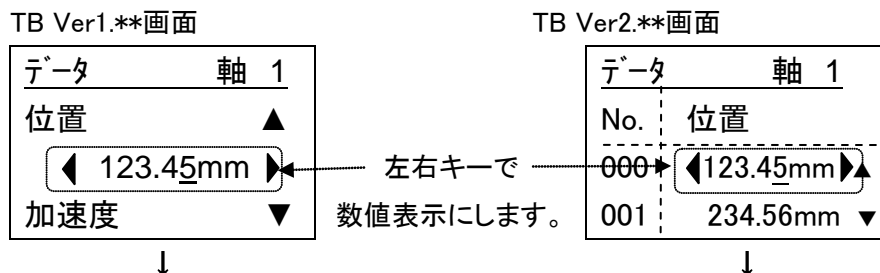 TB Ver1.**画面
ﾃﾞｰﾀ 軸 1
位置 ▲
◀ 123.45mm ▶
加速度 ▼
↓
左右キーで
数値表示にします。
TB Ver2.**画面
ﾃﾞｰﾀ 軸 1
No. 位置
000 ◀123.45mm▶▲
001 234.56mm ▼
↓